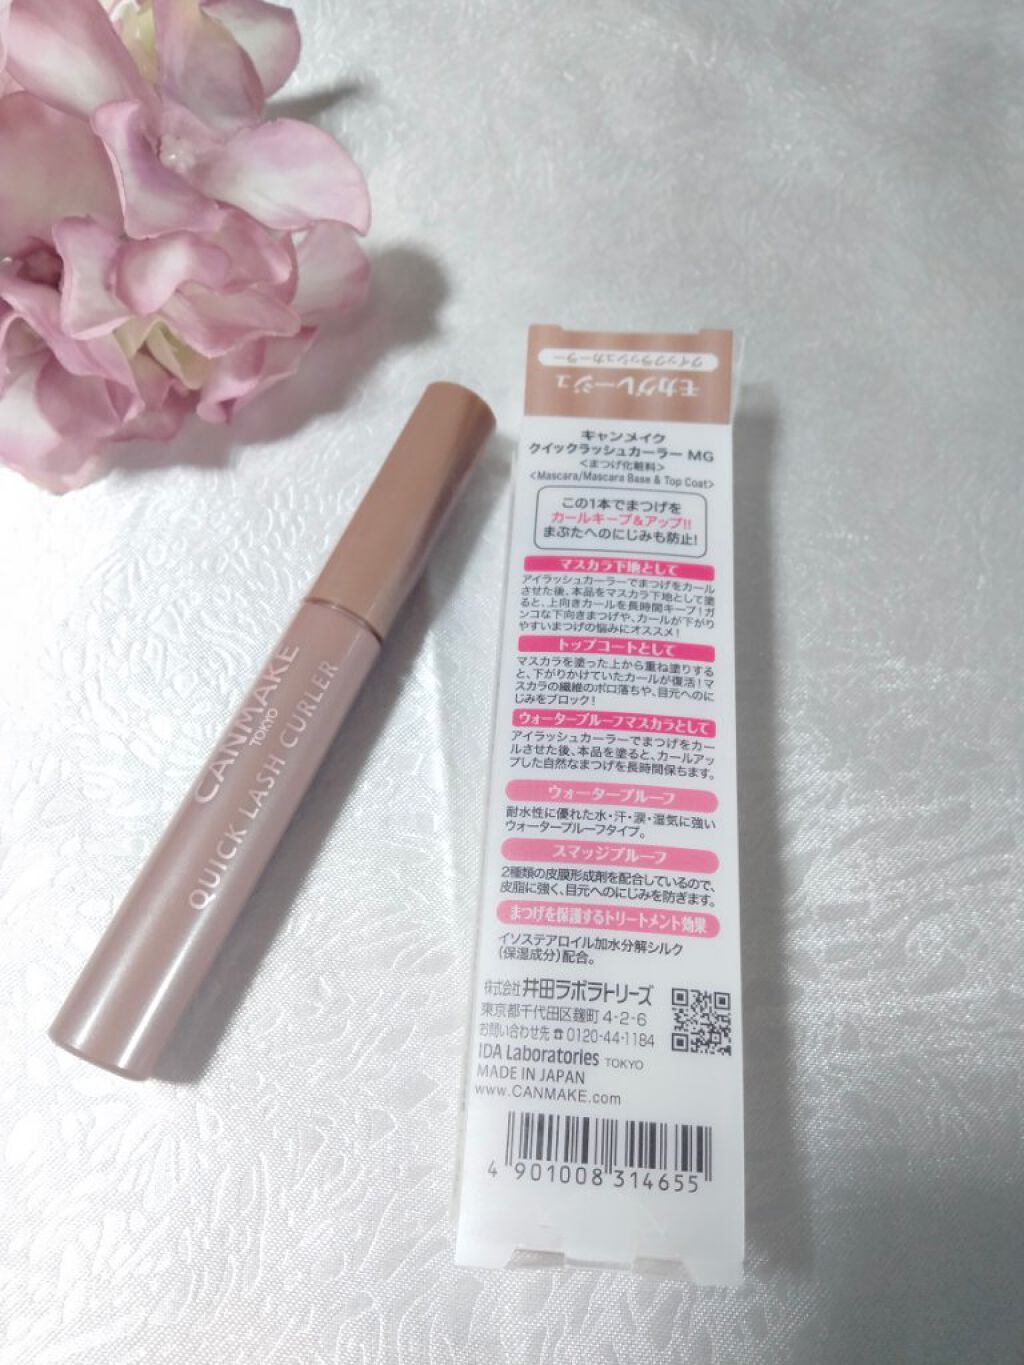 CANMAKE
TOKYO
QUICK LASH CURLER
モカグレージュ
クイックラッシュカーラー
キャンメイク
クイックラッシュカーラー MG
<まつげ化粧料>
<Mascara/Mascara Base & Top Coat>
この1本でまつげを
カールキープ&アップ!!
まぶたへのにじみも防止!
マスカラ下地として
アイラッシュカーラーでまつげをカール
させた後、本品をマスカラ下地として塗
ると、上向きカールを長時間キープ!ガ
ンコな下向きまつげや、カールが下がり
やすいまつげの悩みにオススメ!
トップコートとして
マスカラを塗った上から重ね塗りする
と、下がりかけていたカールが復活!マ
スカラの繊維のボロ落ちや、目元へのに
じみをブロック!
ウォータープルーフマスカラとして
アイラッシュカーラーでまつげをカー
ルさせた後、本品を塗ると、カールアッ
プした自然なまつげを長時間保ちます。
ウォータープルーフ
耐水性に優れた水・汗・涙・湿気に強い
ウォータープルーフタイプ。
スマッジプルーフ
2種類の皮膜形成剤を配合しているので、
皮脂に強く、目元へのにじみを防ぎます。
まつげを保護するトリートメント効果
イソステアロイル加水分解シルク
(保湿成分)配合。
株式会社 井田ラボラトリーズ
東京都千代田区麹町 4-2-6
お問い合わせ先 ☎ 0120-44-1184
IDA Laboratories TOKYO
MADE IN JAPAN
www.CANMAKE.com
4 901008 314655